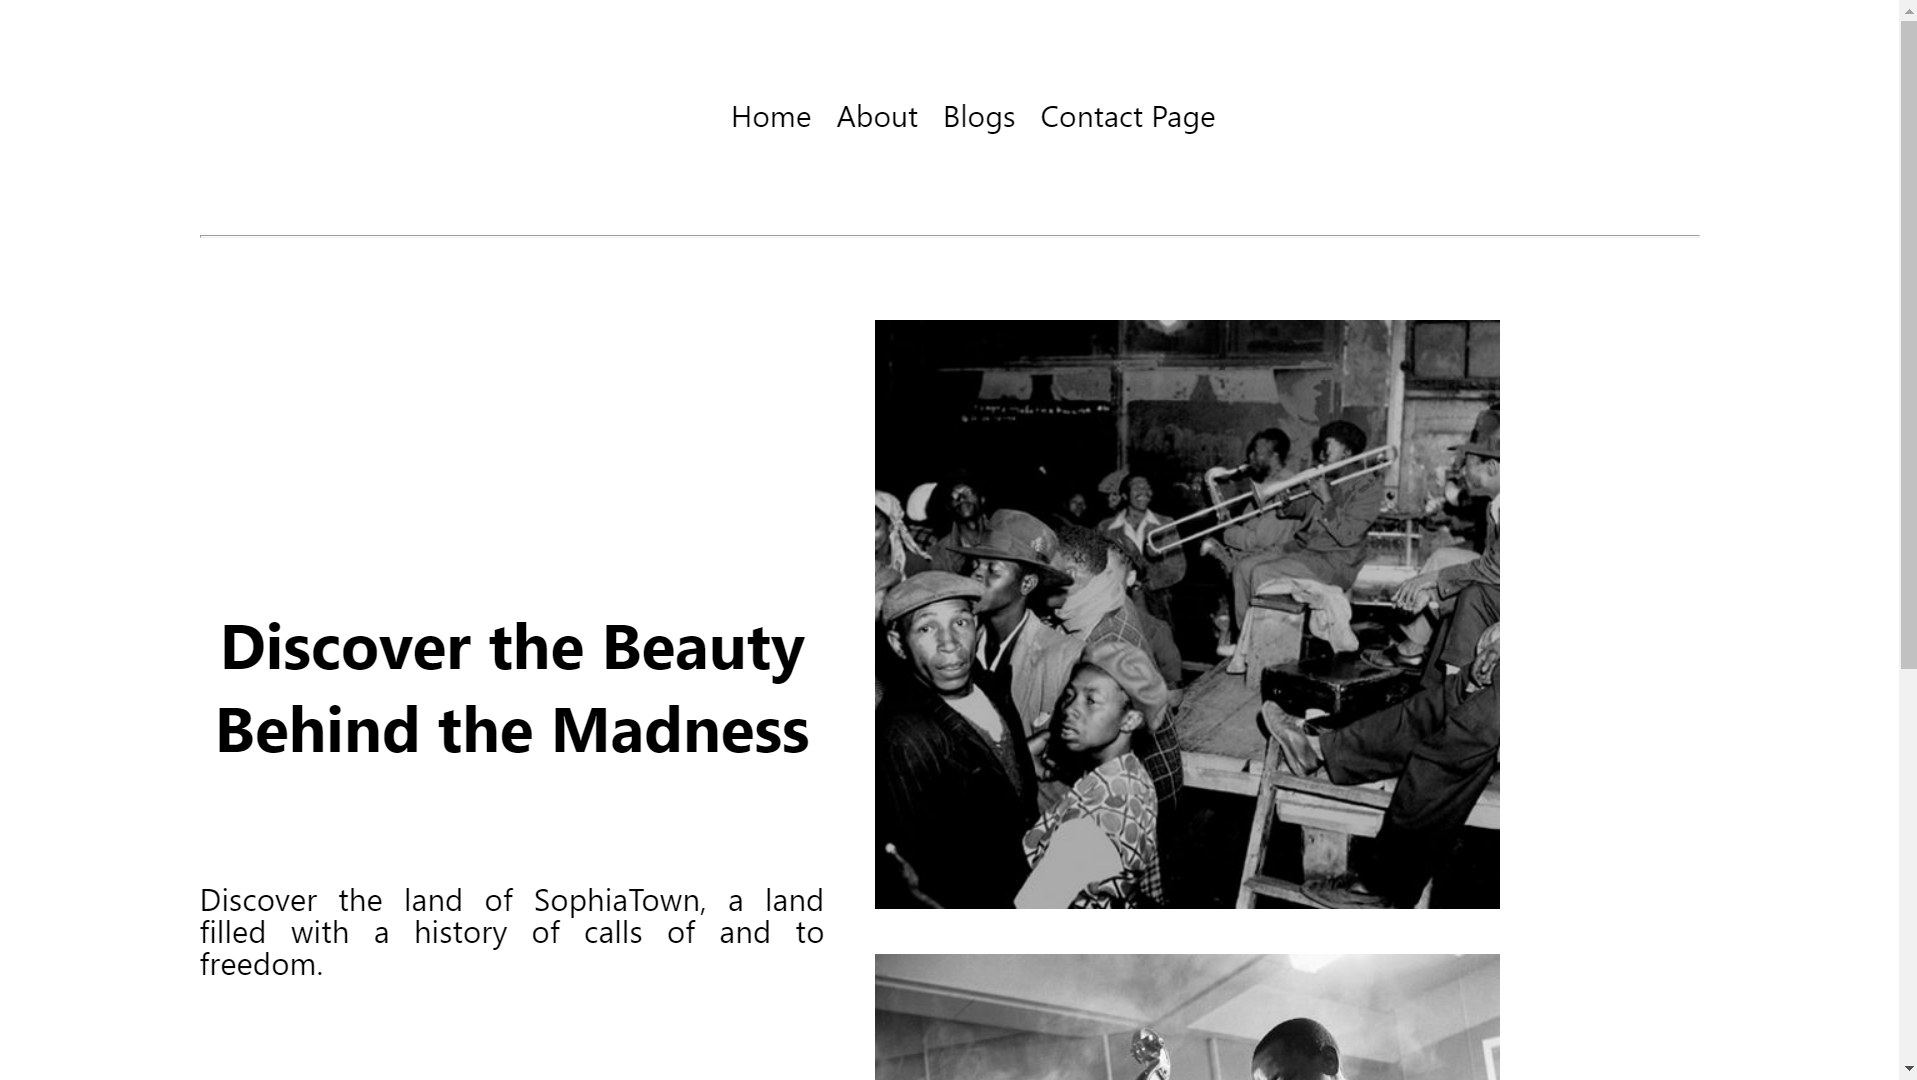 Home About Blogs Contact Page
Discover the Beauty
Behind the Madness
Discover the land of SophiaTown, a land
filled with a history of calls of and to
freedom.